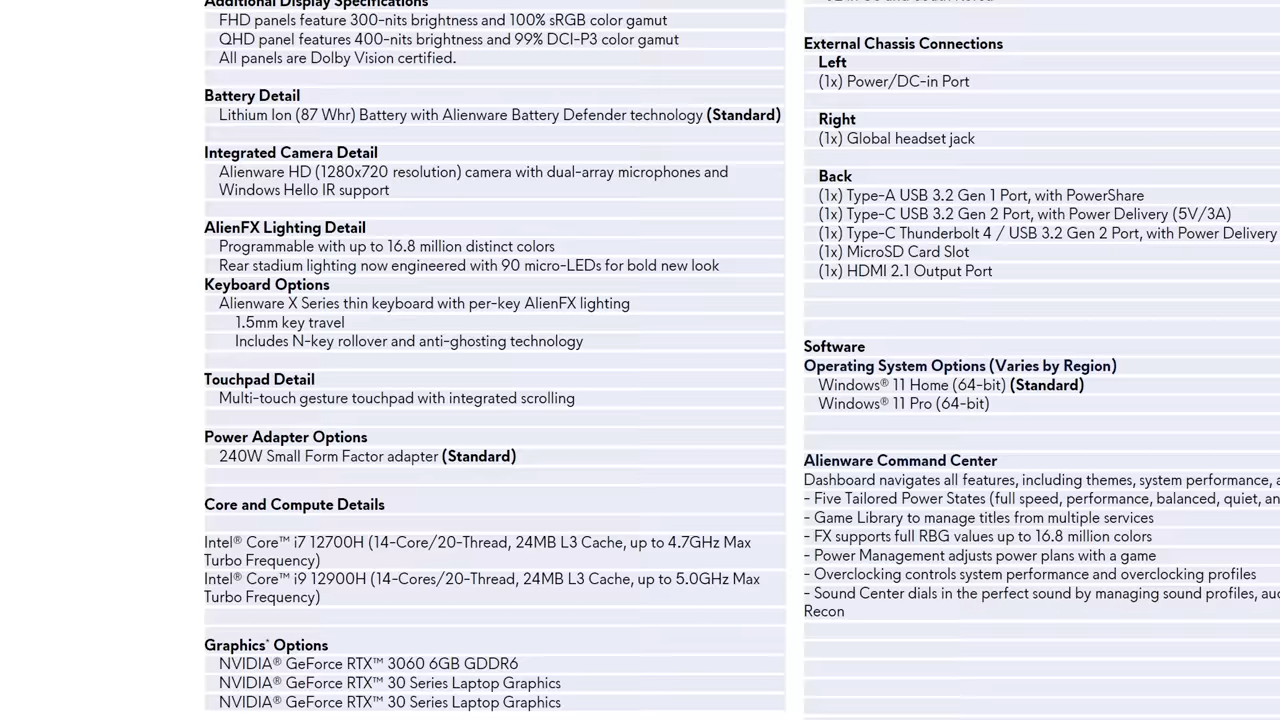 Additional Display Specifications
FHD panels feature 300-nits brightness and 100% sRGB color gamut
QHD panel features 400-nits brightness and 99% DCI-P3 color gamut
All panels are Dolby Vision certified.
Battery Detail
Lithium Ion (87 Whr) Battery with Alienware Battery Defender technology (Standard)
Integrated Camera Detail
Alienware HD (1280x720 resolution) camera with dual-array microphones and
Windows Hello IR support
AlienFX Lighting Detail
Programmable with up to 16.8 million distinct colors
Rear stadium lighting now engineered with 90 micro-LEDs for bold new look
Keyboard Options
Alienware X Series thin keyboard with per-key AlienFX lighting
1.5mm key travel
Includes N-key rollover and anti-ghosting technology
Touchpad Detail
Multi-touch gesture touchpad with integrated scrolling
Power Adapter Options
240W Small Form Factor adapter (Standard)
Core and Compute Details
Intel® Core™ i7 12700H (14-Core/20-Thread, 24MB L3 Cache, up to 4.7GHz Max
Turbo Frequency)
Intel® Core™ i9 12900H (14-Cores/20-Thread, 24MB L3 Cache, up to 5.0GHz Max
Turbo Frequency)
Graphics* Options
NVIDIA® GeForce RTX™ 3060 6GB GDDR6
NVIDIA® GeForce RTX™ 30 Series Laptop Graphics
NVIDIA® GeForce RTX™ 30 Series Laptop Graphics
External Chassis Connections
Left
(1x) Power/DC-in Port
Right
(1x) Global headset jack
Back
(1x) Type-A USB 3.2 Gen 1 Port, with PowerShare
(1x) Type-C USB 3.2 Gen 2 Port, with Power Delivery (5V/3A)
(1x) Type-C Thunderbolt 4 / USB 3.2 Gen 2 Port, with Power Delivery
(1x) MicroSD Card Slot
(1x) HDMI 2.1 Output Port
Software
Operating System Options (Varies by Region)
Windows® 11 Home (64-bit) (Standard)
Windows® 11 Pro (64-bit)
Alienware Command Center
Dashboard navigates all features, including themes, system performance,
- Five Tailored Power States (full speed, performance, balanced, quiet,
- Game Library to manage titles from multiple services
- FX supports full RBG values up to 16.8 million colors
- Power Management adjusts power plans with a game
- Overclocking controls system performance and overclocking profiles
- Sound Center dials in the perfect sound by managing sound profiles,
Recon